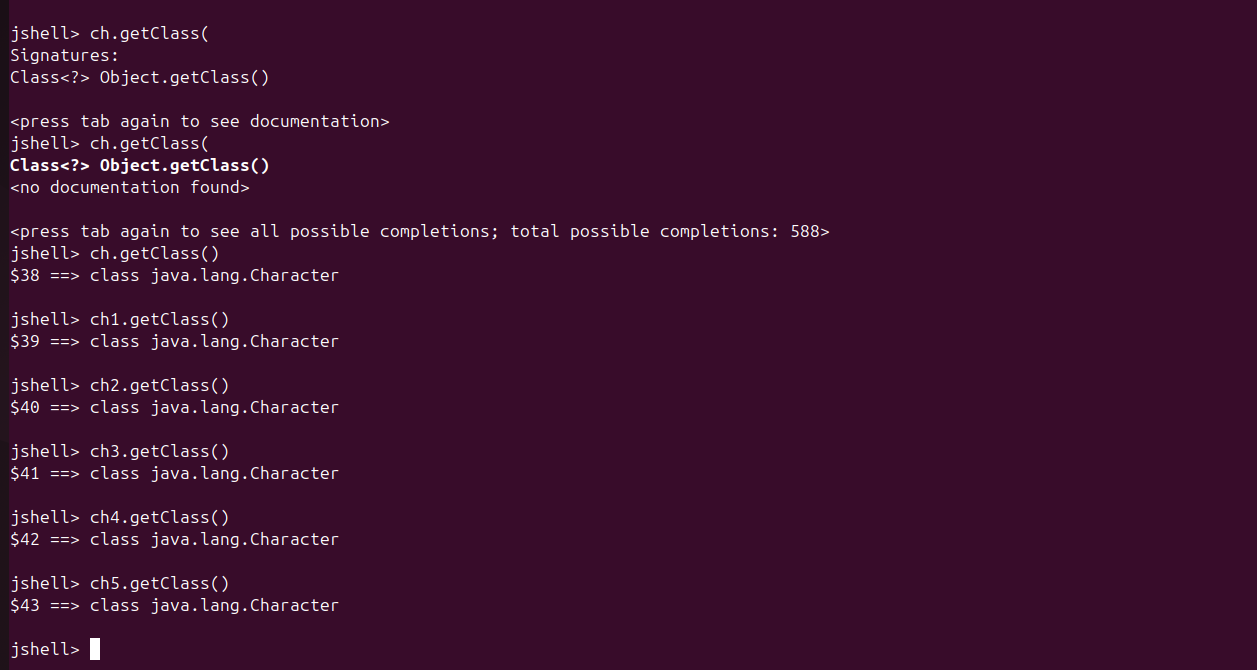 jshell> ch.getClass(
Signatures:
Class<?> Object.getClass()
<press tab again to see documentation>
jshell> ch.getClass(
Class<?> Object.getClass()
<no documentation found>
<press tab again to see all possible completions; total possible completions: 588>
jshell> ch.getClass()
$38 ==> class java.lang.Character
jshell> ch1.getClass()
$39 ==> class java.lang.Character
jshell> ch2.getClass()
$40 ==> class java.lang.Character
jshell> ch3.getClass()
$41 ==> class java.lang.Character
jshell> ch4.getClass()
$42 ==> class java.lang.Character
jshell> ch5.getClass()
$43 ==> class java.lang.Character
jshell>